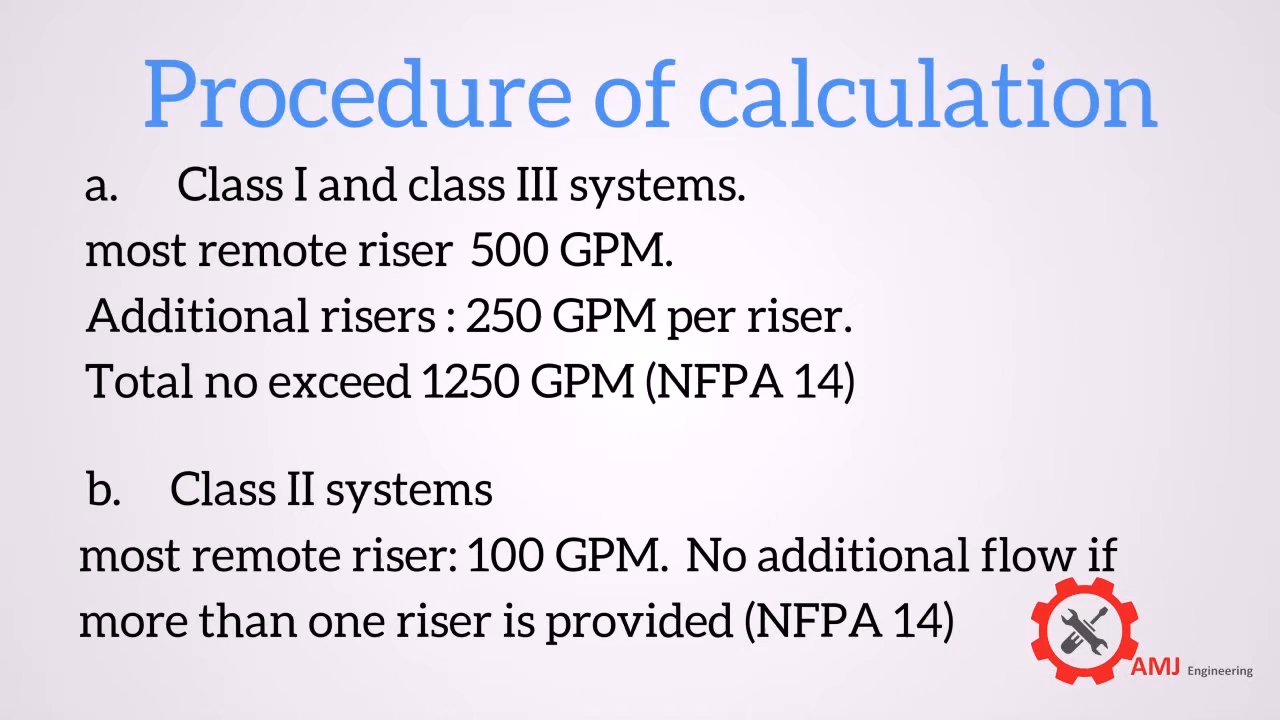 Procedure of calculation
a. Class I and class III systems.
most remote riser 500 GPM.
Additional risers : 250 GPM per riser.
Total no exceed 1250 GPM (NFPA 14)
b. Class II systems
most remote riser: 100 GPM. No additional flow if
more than one riser is provided (NFPA 14)
AMJ Engineering